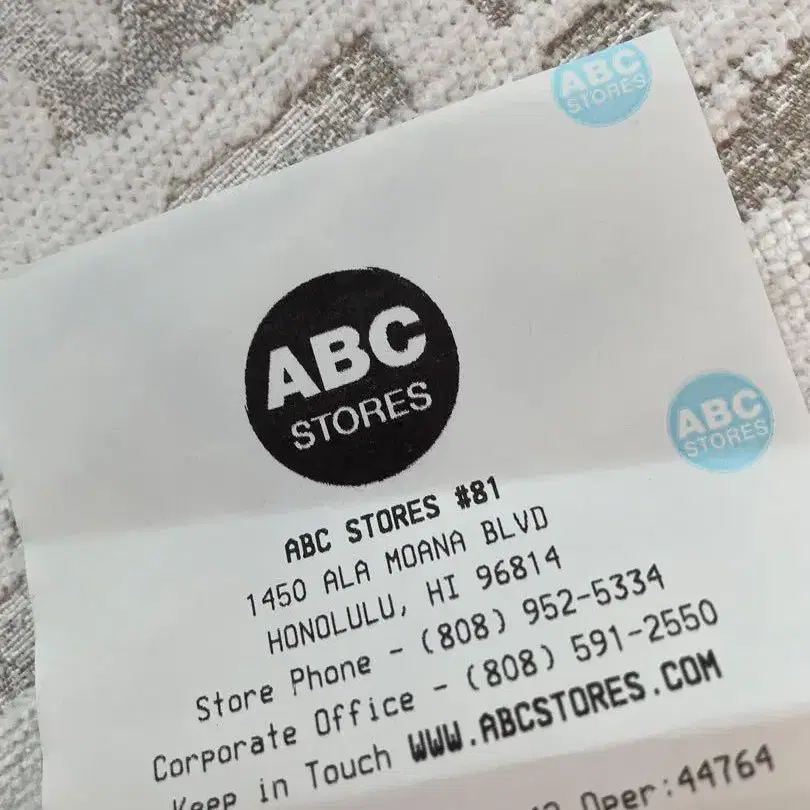 ABC
STORES
ABC
STORES
ABC
STORES
ABC STORES #81
1450 ALA MOANA BLVD
HONOLULU, HI 96814
Store Phone - (808) 952-5334
Corporate Office - (808) 591-2550
Keep in Touch WWW.ABCSTORES.COM
Oper:44764